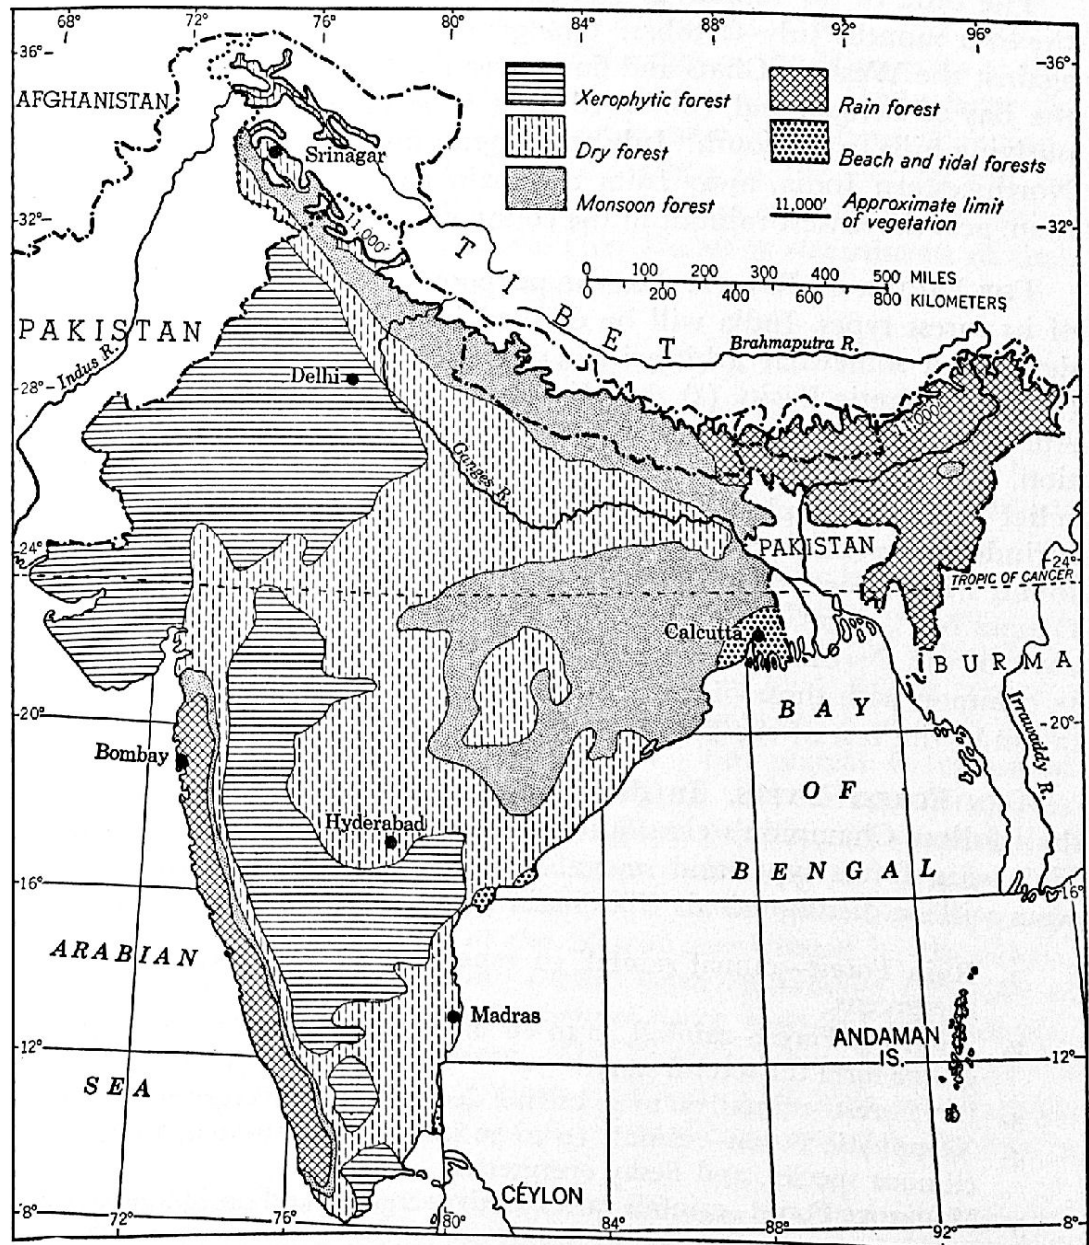 68° 72° 76° 80° 84° 88° 92° 96°
36° 36°
AFGHANISTAN
Xerophytic forest
Rain forest
Dry forest
Beach and tidal forests
Monsoon forest
11,000' Approximate limit
of vegetation
Srinagar
32° 32°
11,000'
TIBET
0 100 200 300 400 500 MILES
0 200 400 600 800 KILOMETERS
PAKISTAN
Indus R.
Brahmaputra R.
Delhi
28° 28°
11,000'
Ganges R.
24° 24°
PAKISTAN
TROPIC OF CANCER
Calcutta
BURMA
Irrawaddy R.
20° 20°
BAY
OF
BENGAL
Bombay
Hyderabad
16° 16°
ARABIAN
SEA
Madras
ANDAMAN
IS.
12° 12°
CEYLON
8° 8°
72° 76° 80° 84° 88° 92°